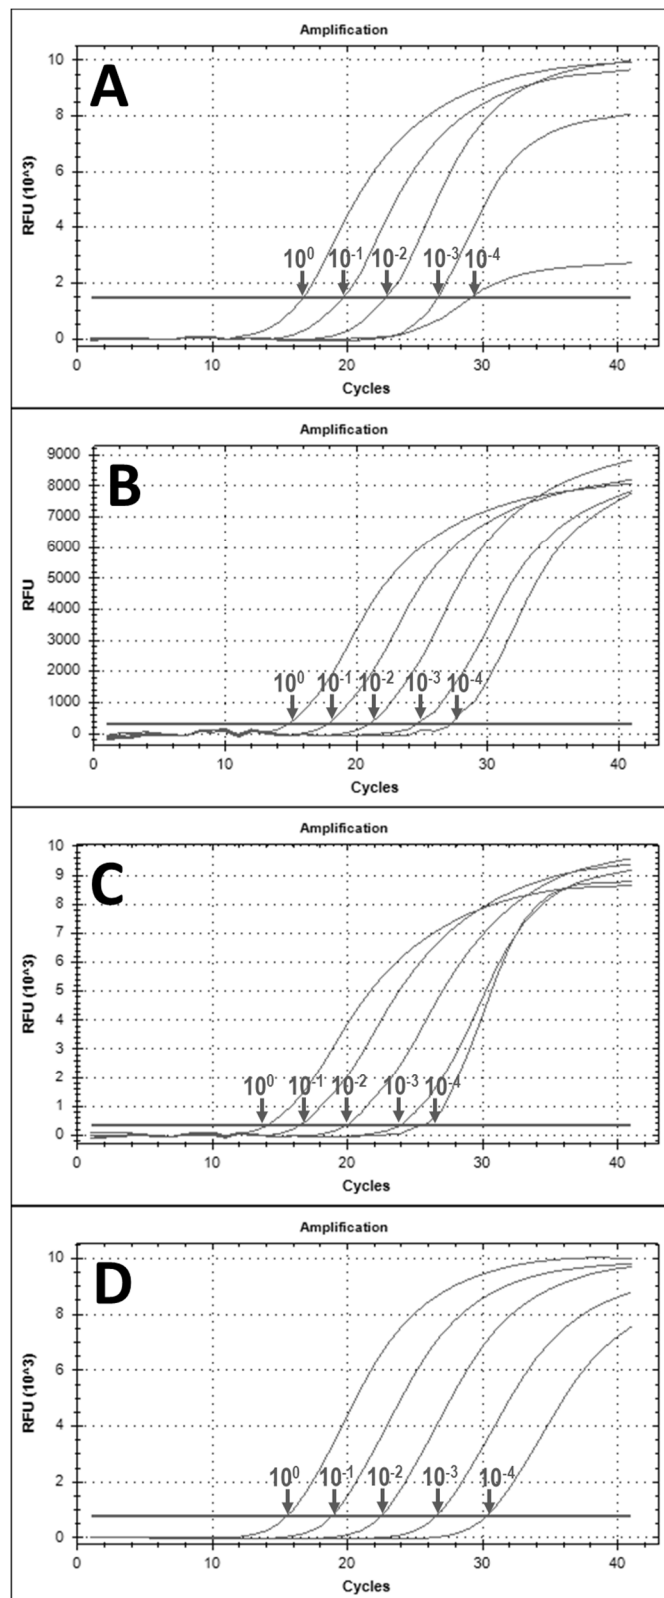 Amplification
A
10
8
6
4
2
0
RFU (10^3)
10⁰ 10⁻¹ 10⁻² 10⁻³ 10⁻⁴
0 10 20 30 40
Cycles
Amplification
B
9000
8000
7000
6000
5000
4000
3000
2000
1000
0
RFU
10⁰ 10⁻¹ 10⁻² 10⁻³ 10⁻⁴
0 10 20 30 40
Cycles
Amplification
C
10
9
8
7
6
5
4
3
2
1
0
RFU (10^3)
10⁰ 10⁻¹ 10⁻² 10⁻³ 10⁻⁴
0 10 20 30 40
Cycles
Amplification
D
10
8
6
4
2
0
RFU (10^3)
10⁰ 10⁻¹ 10⁻² 10⁻³ 10⁻⁴
0 10 20 30 40
Cycles